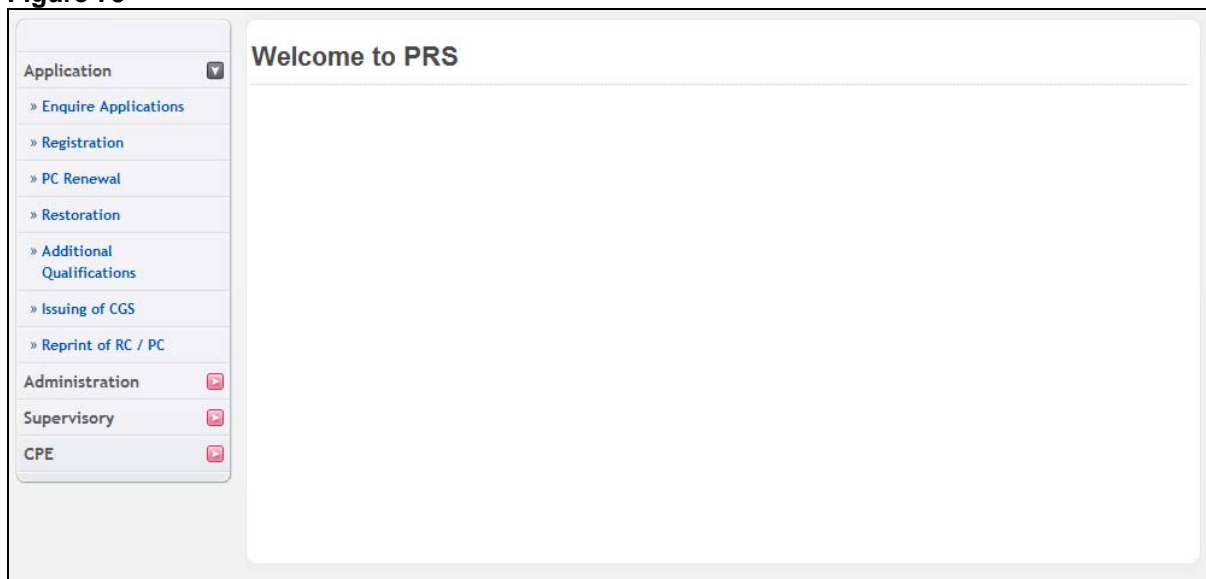 Application
» Enquire Applications
» Registration
» PC Renewal
» Restoration
» Additional
Qualifications
» Issuing of CGS
» Reprint of RC / PC
Administration
Supervisory
CPE
Welcome to PRS